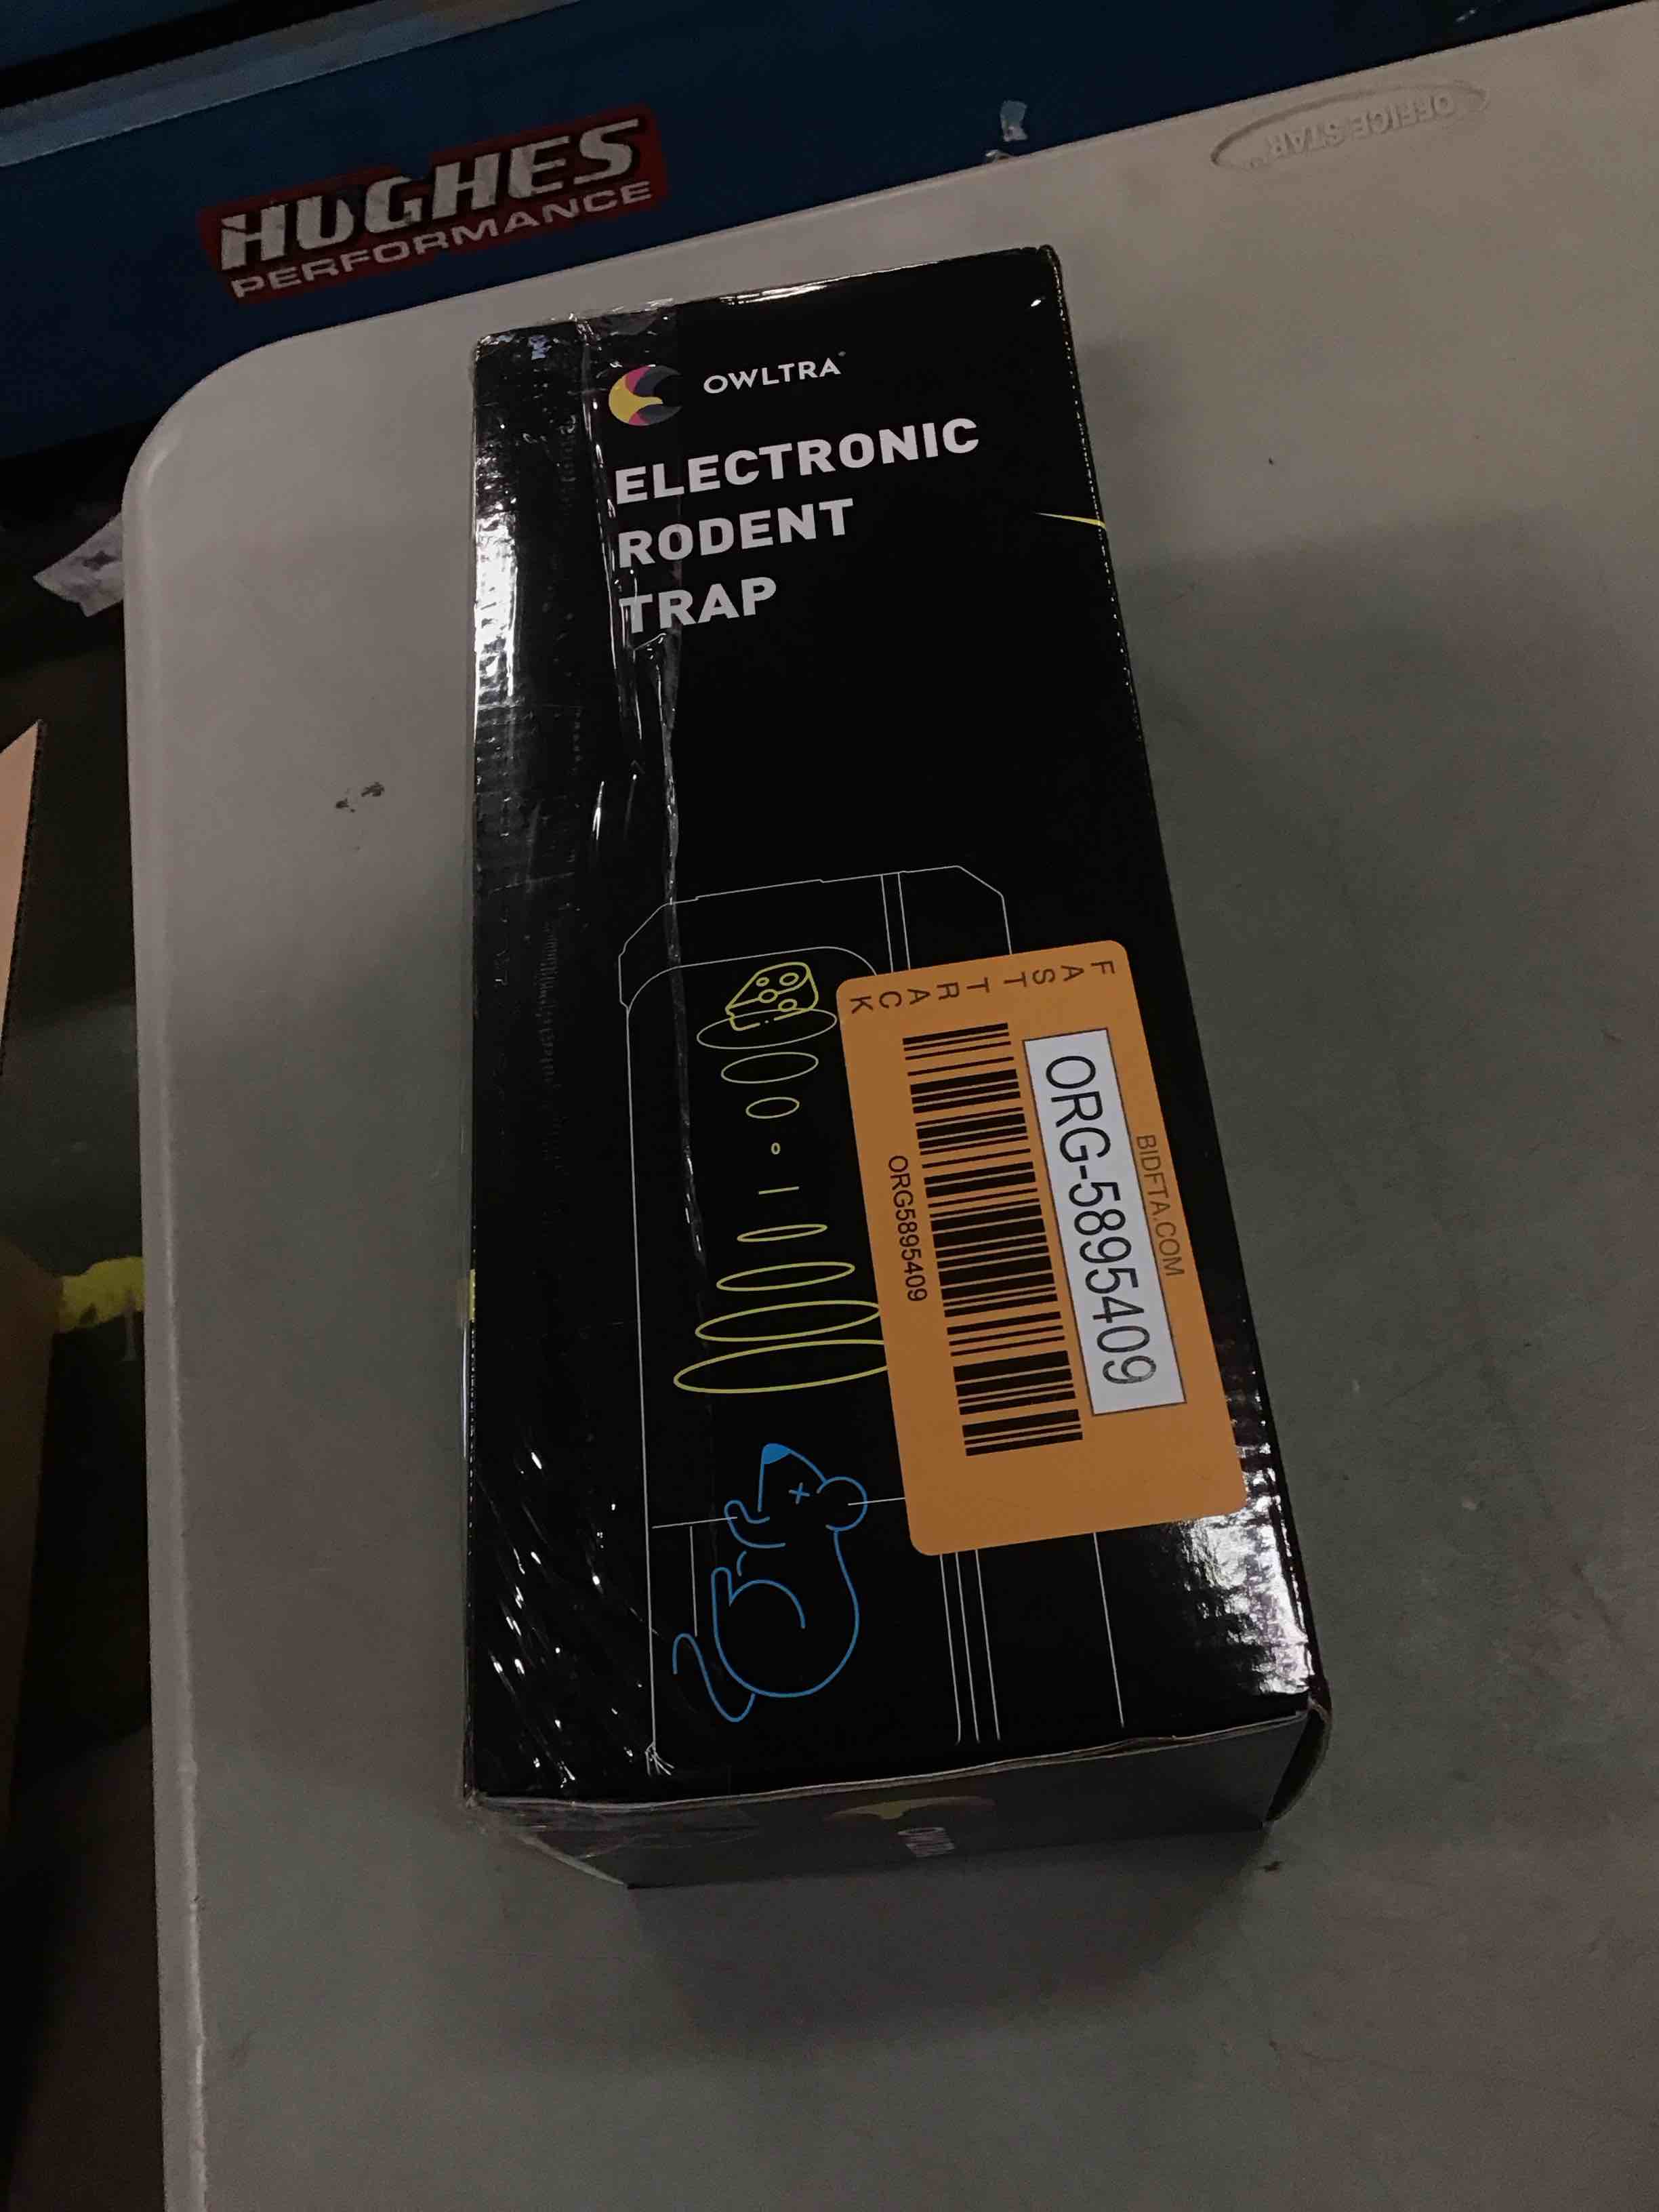 HUGHES
PERFORMANCE
OFFICE STAR
OWLTRA
ELECTRONIC
RODENT
TRAP
FAST TRACK
BIDFTA.COM
ORG-5895409
ORG5895409